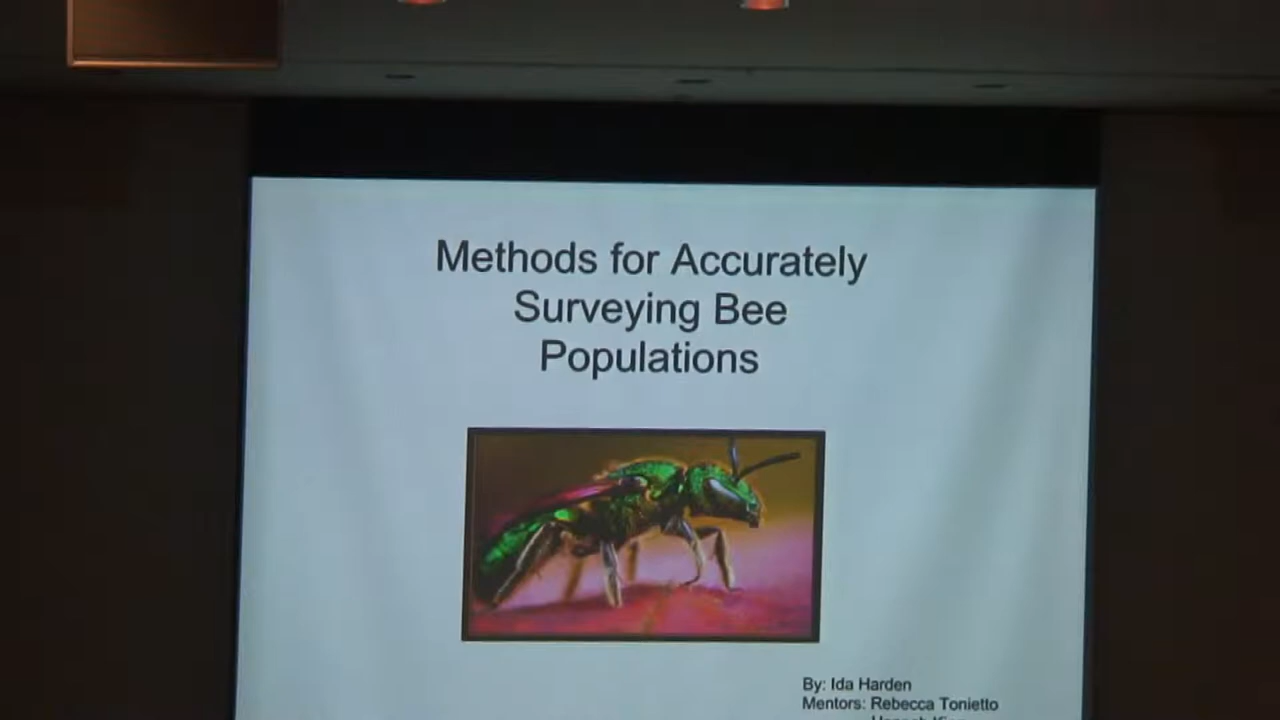 Methods for Accurately
Surveying Bee
Populations
By: Ida Harden
Mentors: Rebecca Tonietto